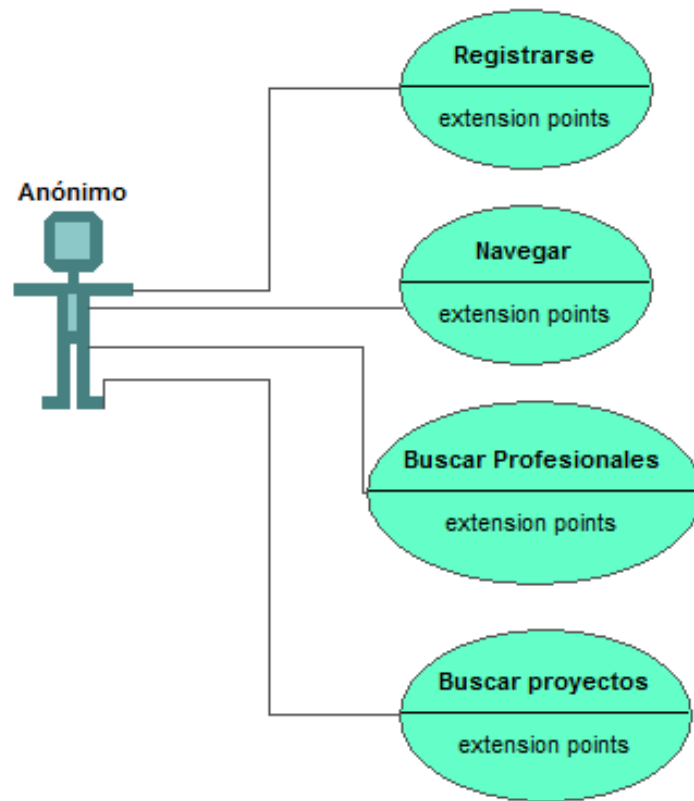 Registrarse
extension points
Anónimo
Navegar
extension points
Buscar Profesionales
extension points
Buscar proyectos
extension points